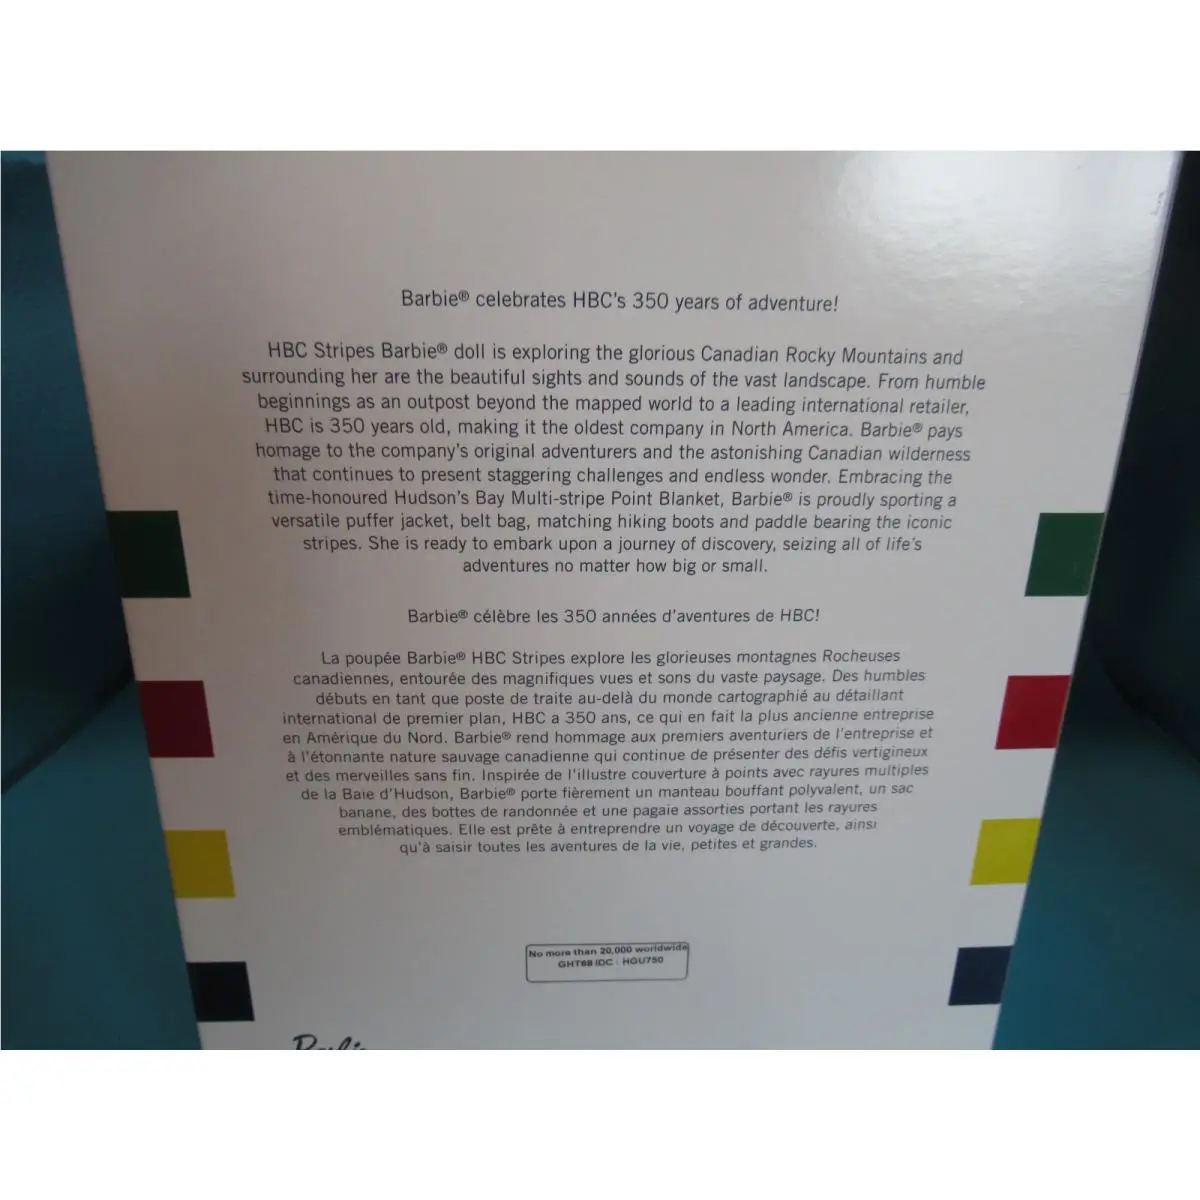 Barbie® celebrates HBC's 350 years of adventure!
HBC Stripes Barbie® doll is exploring the glorious Canadian Rocky Mountains and
surrounding her are the beautiful sights and sounds of the vast landscape. From humble
beginnings as an outpost beyond the mapped world to a leading international retailer,
HBC is 350 years old, making it the oldest company in North America. Barbie® pays
homage to the company's original adventurers and the astonishing Canadian wilderness
that continues to present staggering challenges and endless wonder. Embracing the
time-honoured Hudson's Bay Multi-stripe Point Blanket, Barbie® is proudly sporting a
versatile puffer jacket, belt bag, matching hiking boots and paddle bearing the iconic
stripes. She is ready to embark upon a journey of discovery, seizing all of life's
adventures no matter how big or small.
Barbie® célèbre les 350 années d'aventures de HBC!
La poupée Barbie® HBC Stripes explore les glorieuses montagnes Rocheuses
canadiennes, entourée des magnifiques vues et sons du vaste paysage. Des humbles
débuts en tant que poste de traite au-delà du monde cartographié au détaillant
international de premier plan, HBC a 350 ans, ce qui en fait la plus ancienne entreprise
en Amérique du Nord. Barbie® rend hommage aux premiers aventuriers de l'entreprise et
à l'étonnante nature sauvage canadienne qui continue de présenter des défis vertigineux
et des merveilles sans fin. Inspirée de l'illustre couverture à points avec rayures multiples
de la Baie d'Hudson, Barbie® porte fièrement un manteau bouffant polyvalent, un sac
banane, des bottes de randonnée et une pagaie assorties portant les rayures
emblématiques. Elle est prête à entreprendre un voyage de découverte, ainsi
qu'à saisir toutes les aventures de la vie, petites et grandes.
No more than 20,000 worldwide
GHT68 IDC : HGU750
Barbie